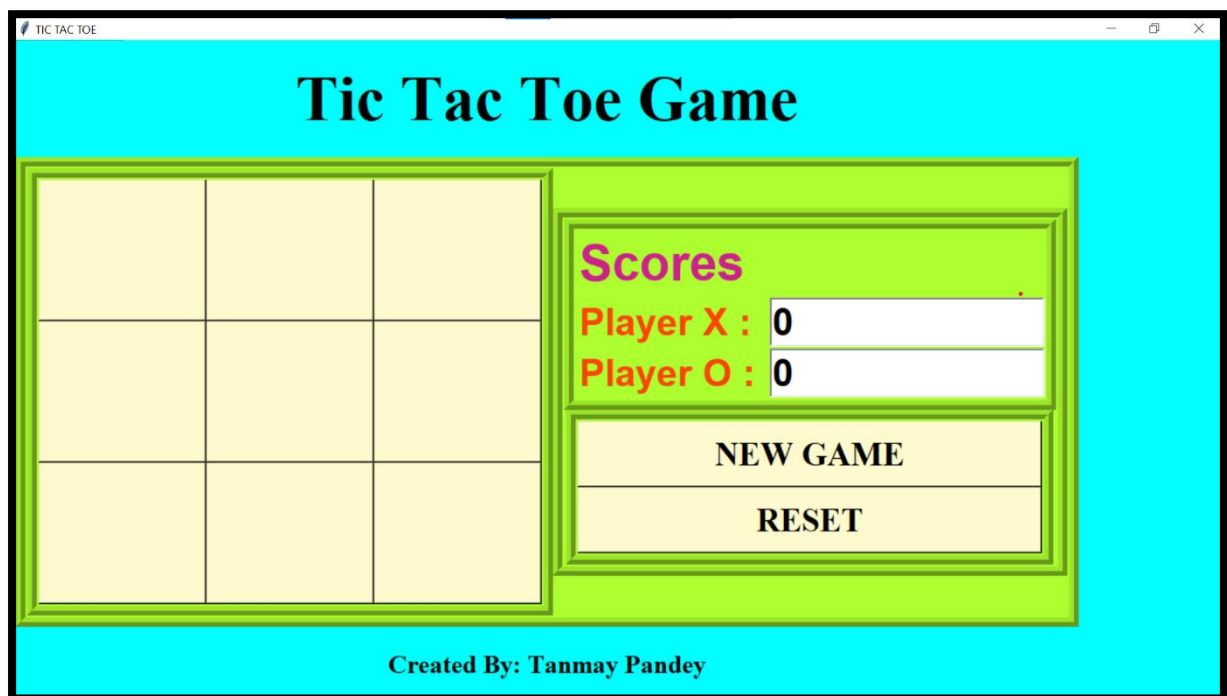 TIC TAC TOE
Tic Tac Toe Game
Scores
Player X : 0
Player O : 0
NEW GAME
RESET
Created By: Tanmay Pandey